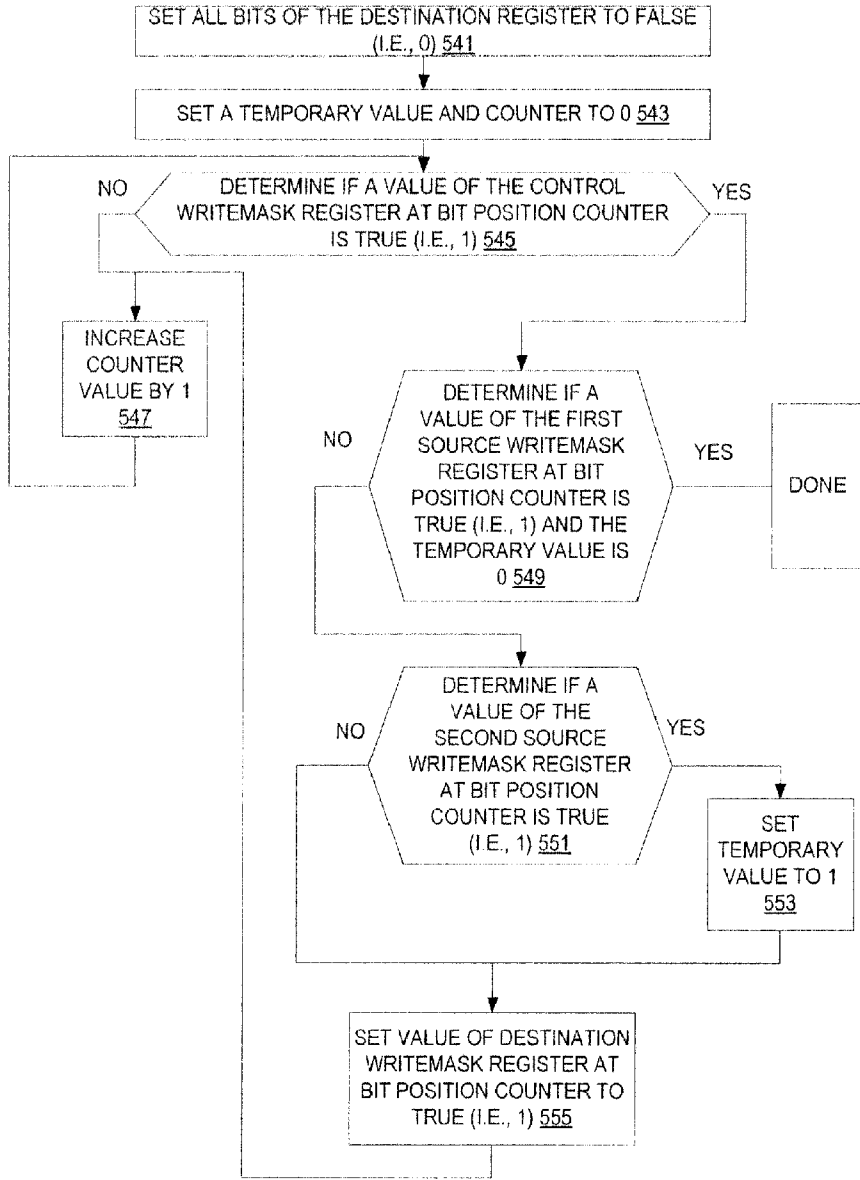 SET ALL BITS OF THE DESTINATION REGISTER TO FALSE
(I.E., 0) 541
SET A TEMPORARY VALUE AND COUNTER TO 0 543
NO
DETERMINE IF A VALUE OF THE CONTROL
WRITEMASK REGISTER AT BIT POSITION COUNTER
IS TRUE (I.E., 1) 545
YES
INCREASE
COUNTER
VALUE BY 1
547
NO
DETERMINE IF A
VALUE OF THE FIRST
SOURCE WRITEMASK
REGISTER AT BIT
POSITION COUNTER IS
TRUE (I.E., 1) AND THE
TEMPORARY VALUE IS
0 549
YES
DONE
NO
DETERMINE IF A
VALUE OF THE
SECOND SOURCE
WRITEMASK REGISTER
AT BIT POSITION
COUNTER IS TRUE
(I.E., 1) 551
YES
SET
TEMPORARY
VALUE TO 1
553
SET VALUE OF DESTINATION
WRITEMASK REGISTER AT
BIT POSITION COUNTER TO
TRUE (I.E., 1) 555